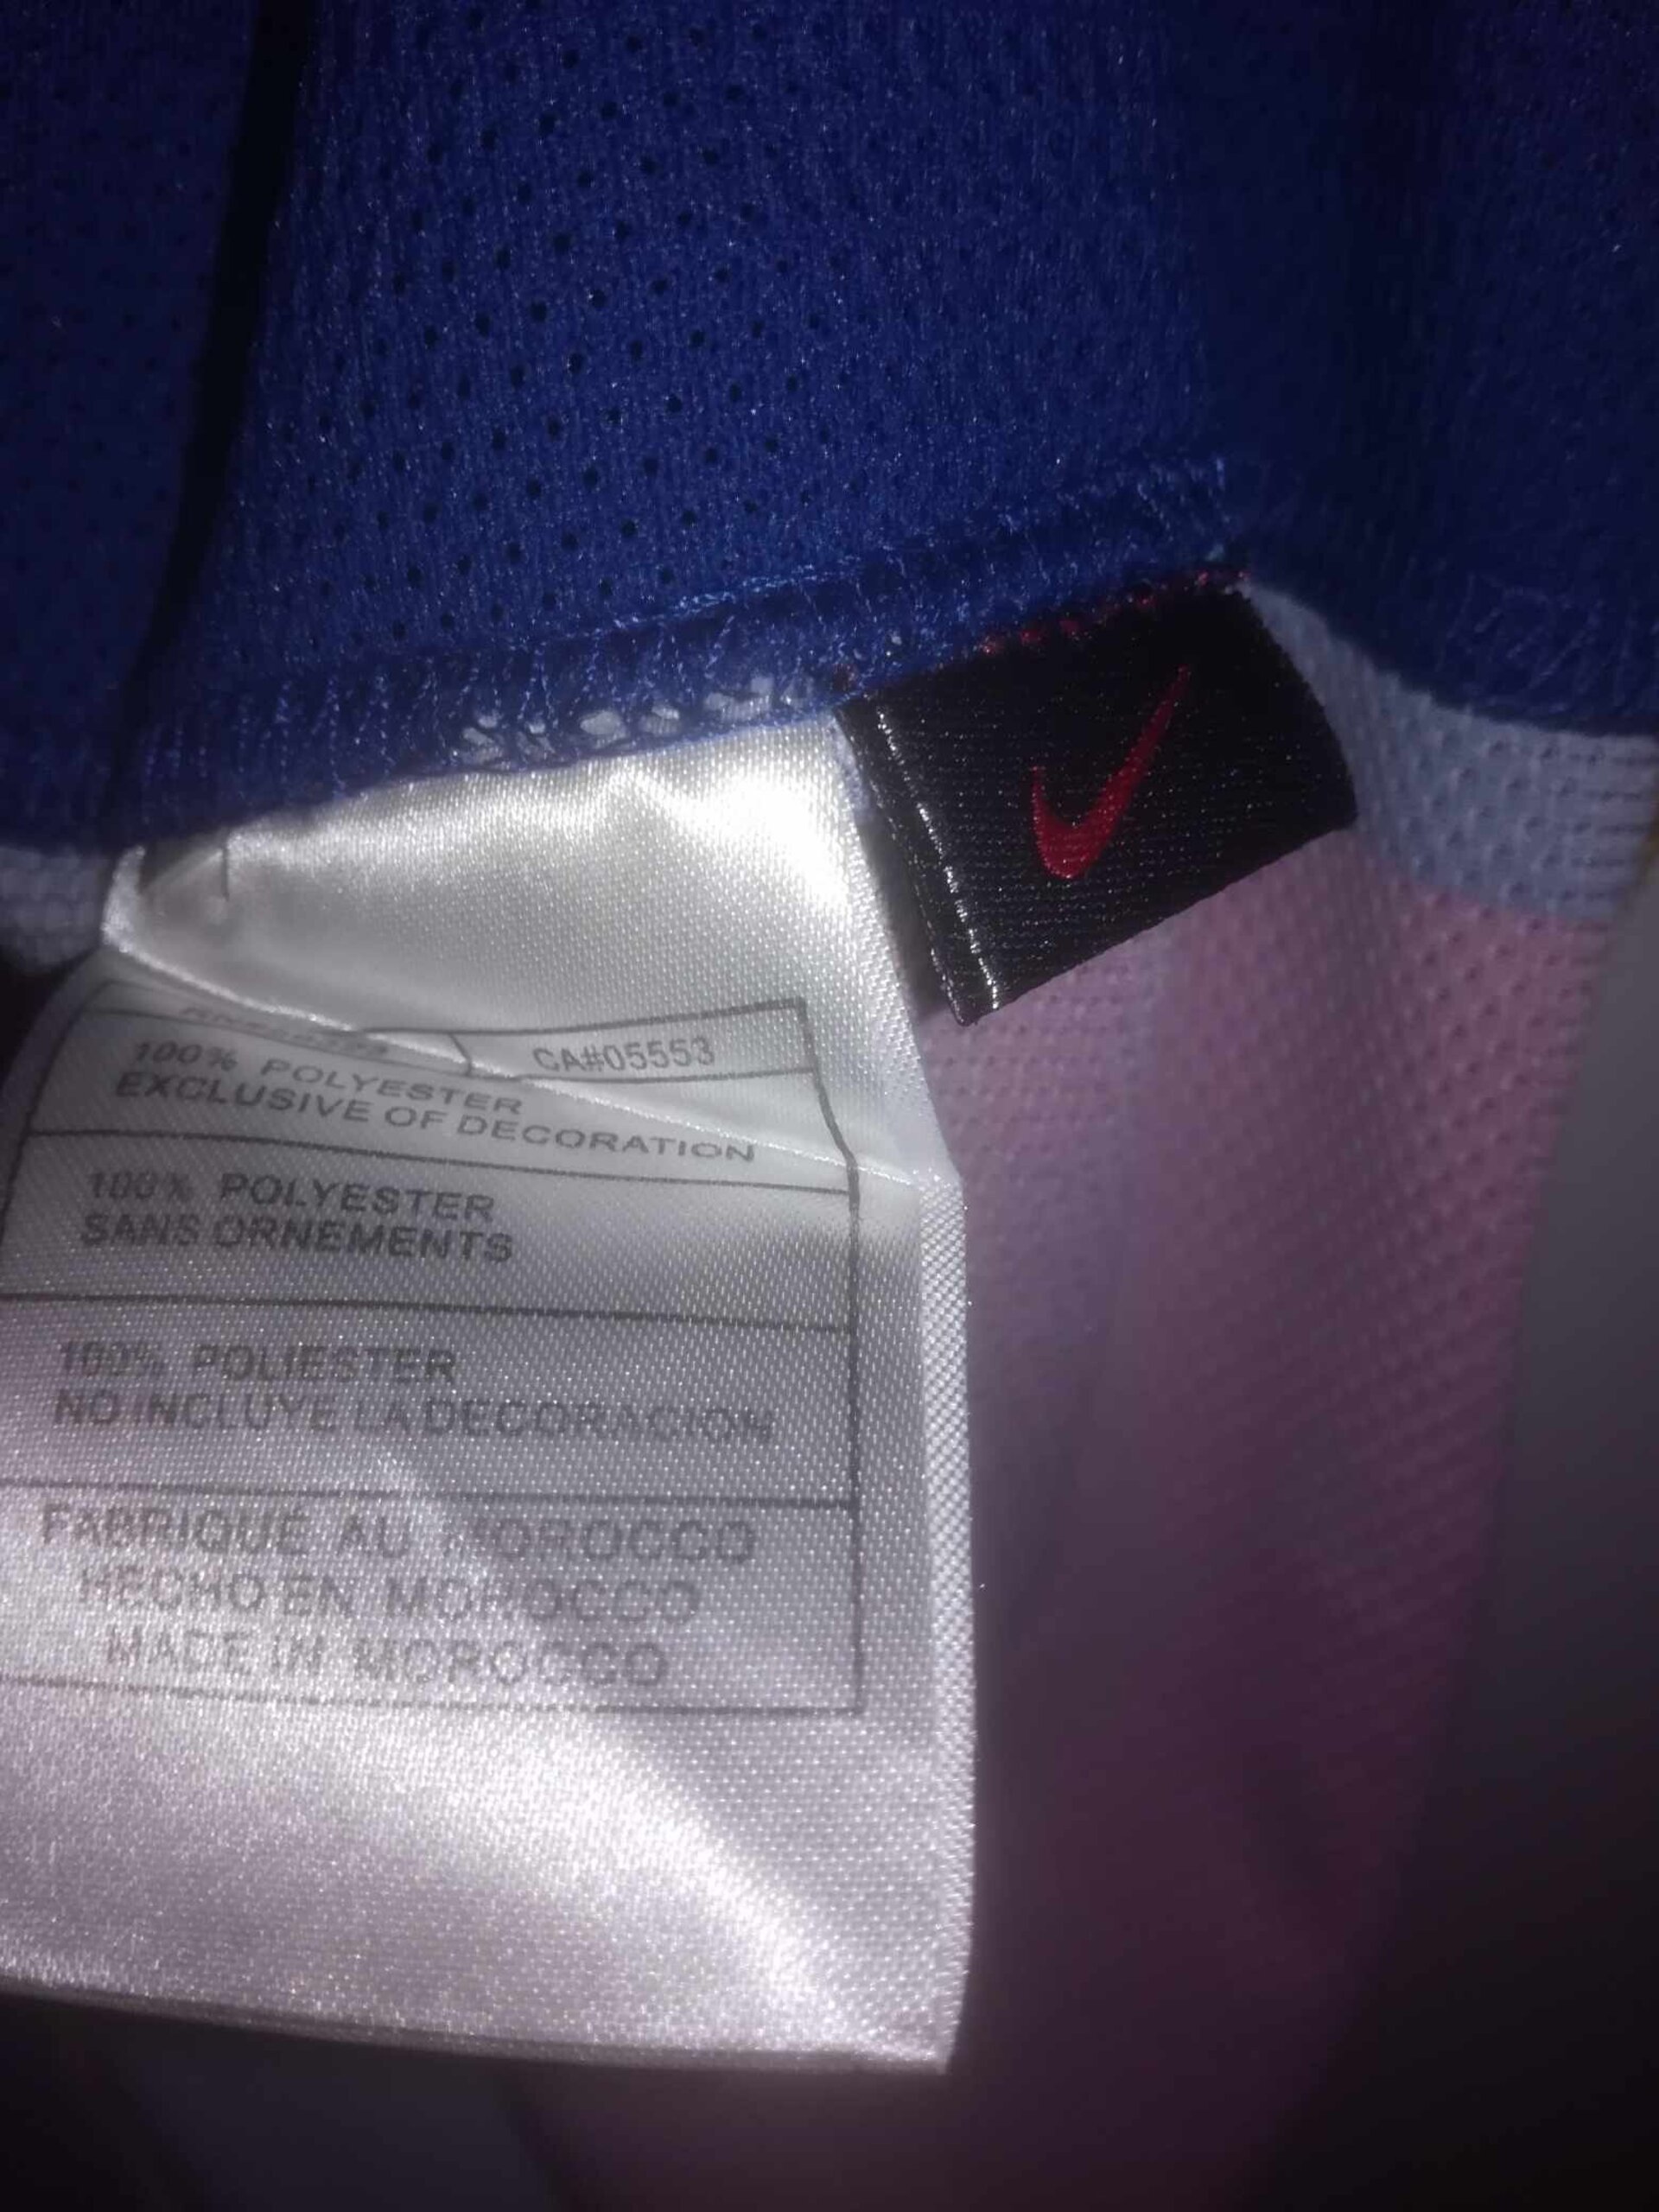 CA#05553
100% POLYESTER
EXCLUSIVE OF DECORATION
100% POLYESTER
SANS ORNEMENTS
100% POLIESTER
NO INCLUYE LA DECORACION
FABRIQUÉ AU MOROCCO
HECHO EN MOROCCO
MADE IN MOROCCO